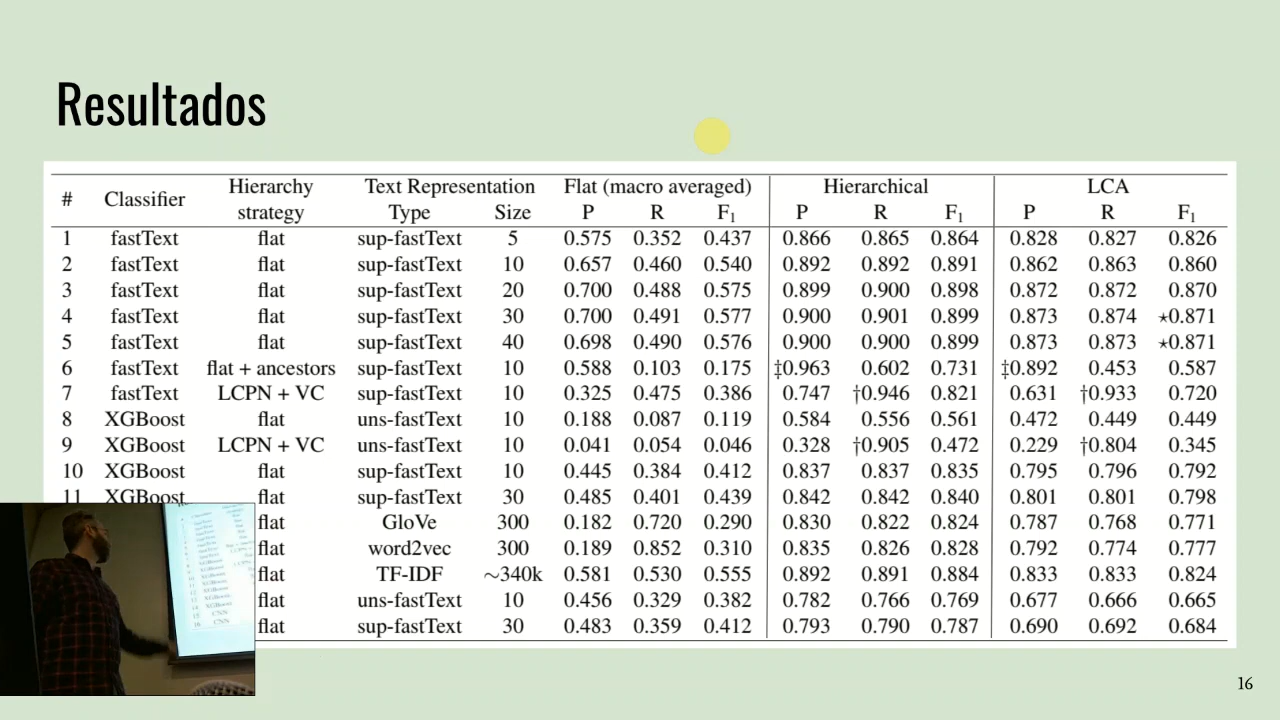 Resultados
# Classifier Hierarchy strategy Text Representation Flat (macro averaged) Hierarchical LCA
Type Size P R F₁ P R F₁ P R F₁
1 fastText flat sup-fastText 5 0.575 0.352 0.437 0.866 0.865 0.864 0.828 0.827 0.826
2 fastText flat sup-fastText 10 0.657 0.460 0.540 0.892 0.892 0.891 0.862 0.863 0.860
3 fastText flat sup-fastText 20 0.700 0.488 0.575 0.899 0.900 0.898 0.872 0.872 0.870
4 fastText flat sup-fastText 30 0.700 0.491 0.577 0.900 0.901 0.899 0.873 0.874 ⋆0.871
5 fastText flat sup-fastText 40 0.698 0.490 0.576 0.900 0.900 0.899 0.873 0.873 ⋆0.871
6 fastText flat + ancestors sup-fastText 10 0.588 0.103 0.175 ‡0.963 0.602 0.731 ‡0.892 0.453 0.587
7 fastText LCPN + VC sup-fastText 10 0.325 0.475 0.386 0.747 †0.946 0.821 0.631 †0.933 0.720
8 XGBoost flat uns-fastText 10 0.188 0.087 0.119 0.584 0.556 0.561 0.472 0.449 0.449
9 XGBoost LCPN + VC uns-fastText 10 0.041 0.054 0.046 0.328 †0.905 0.472 0.229 †0.804 0.345
10 XGBoost flat sup-fastText 10 0.445 0.384 0.412 0.837 0.837 0.835 0.795 0.796 0.792
11 XGBoost flat sup-fastText 30 0.485 0.401 0.439 0.842 0.842 0.840 0.801 0.801 0.798
flat GloVe 300 0.182 0.720 0.290 0.830 0.822 0.824 0.787 0.768 0.771
flat word2vec 300 0.189 0.852 0.310 0.835 0.826 0.828 0.792 0.774 0.777
flat TF-IDF ∼340k 0.581 0.530 0.555 0.892 0.891 0.884 0.833 0.833 0.824
flat uns-fastText 10 0.456 0.329 0.382 0.782 0.766 0.769 0.677 0.666 0.665
flat sup-fastText 30 0.483 0.359 0.412 0.793 0.790 0.787 0.690 0.692 0.684
16